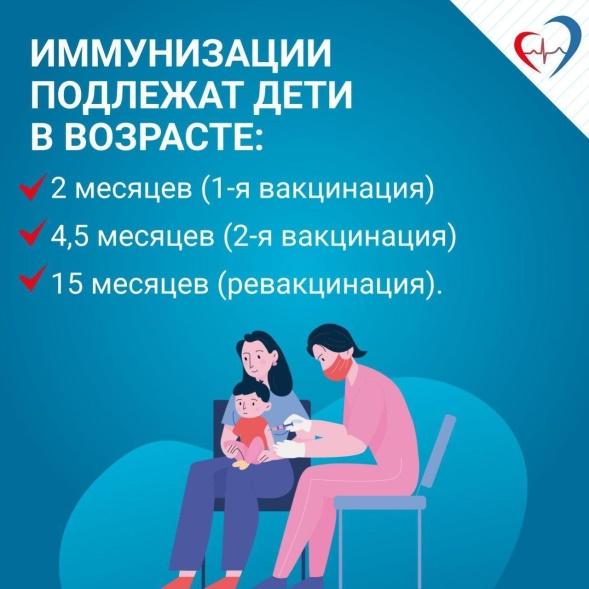 ИММУНИЗАЦИИ
ПОДЛЕЖАТ ДЕТИ
В ВОЗРАСТЕ:
2 месяцев (1-я вакцинация)
4,5 месяцев (2-я вакцинация)
15 месяцев (ревакцинация).